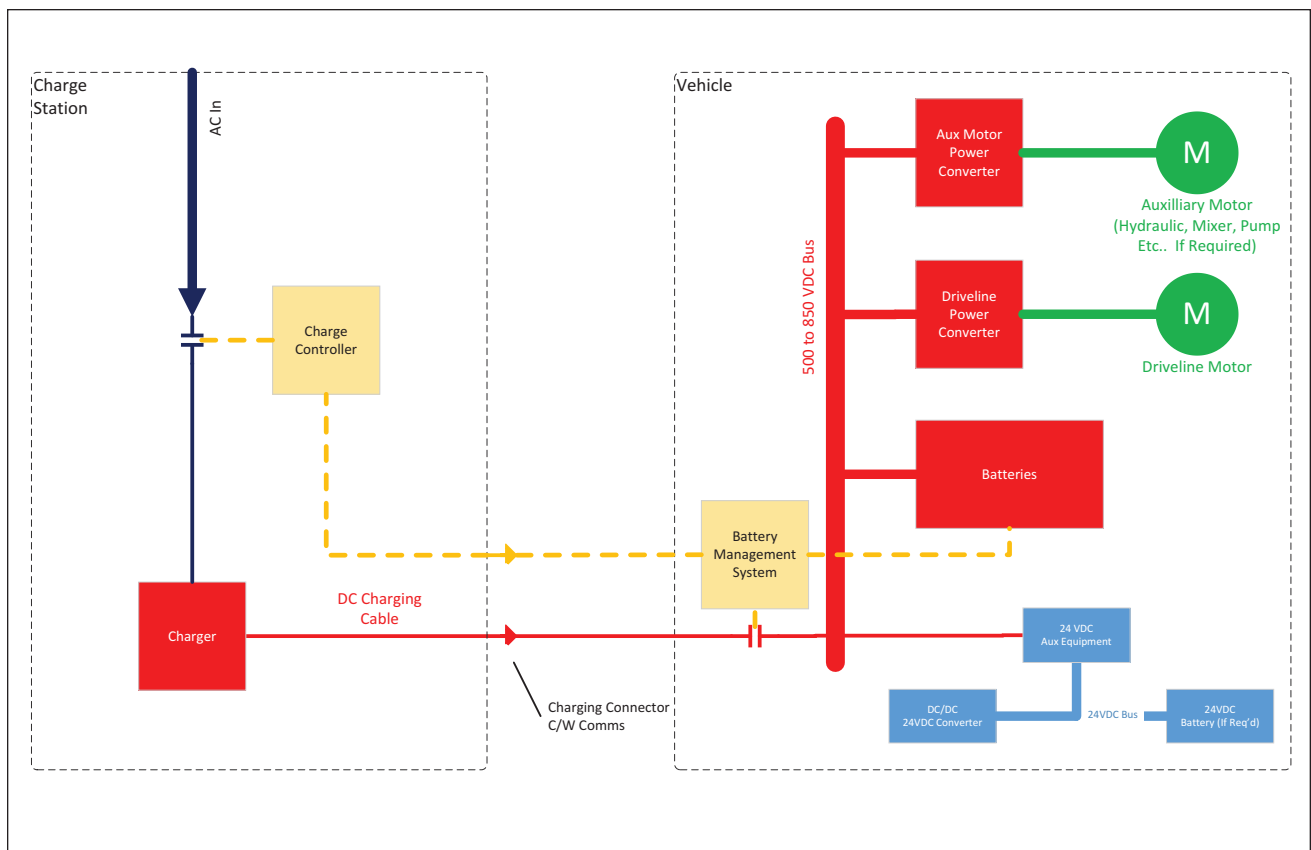 Charge
Station
AC In
Charge
Controller
Charger
DC Charging
Cable
Charging Connector
C/W Comms
Vehicle
500 to 850 VDC Bus
Aux Motor
Power
Converter
M
Auxilliary Motor
(Hydraulic, Mixer, Pump
Etc.. If Required)
Driveline
Power
Converter
M
Driveline Motor
Batteries
Battery
Management
System
24 VDC
Aux Equipment
DC/DC
24VDC Converter
24VDC Bus
24VDC
Battery (If Req'd)